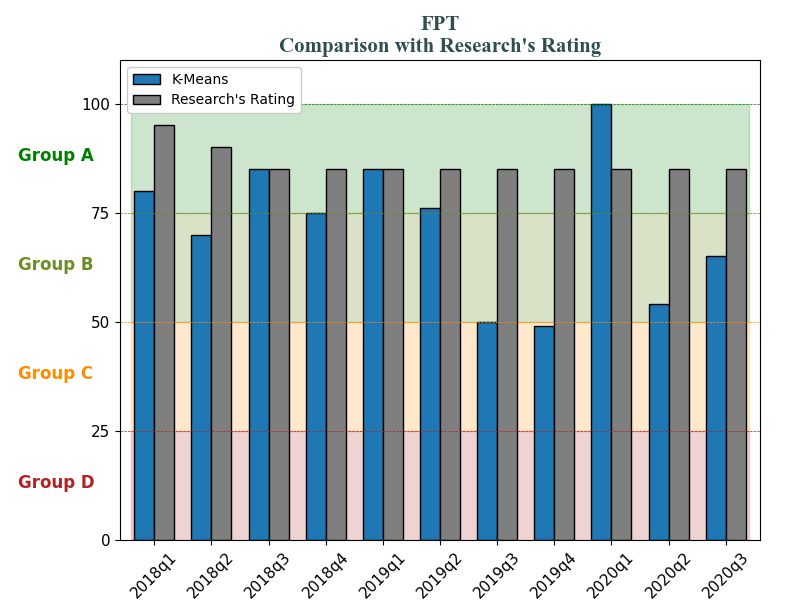 FPT
Comparison with Research's Rating
K-Means
Research's Rating
100
Group A
75
Group B
50
Group C
25
Group D
0
2018q1 2018q2 2018q3 2018q4 2019q1 2019q2 2019q3 2019q4 2020q1 2020q2 2020q3